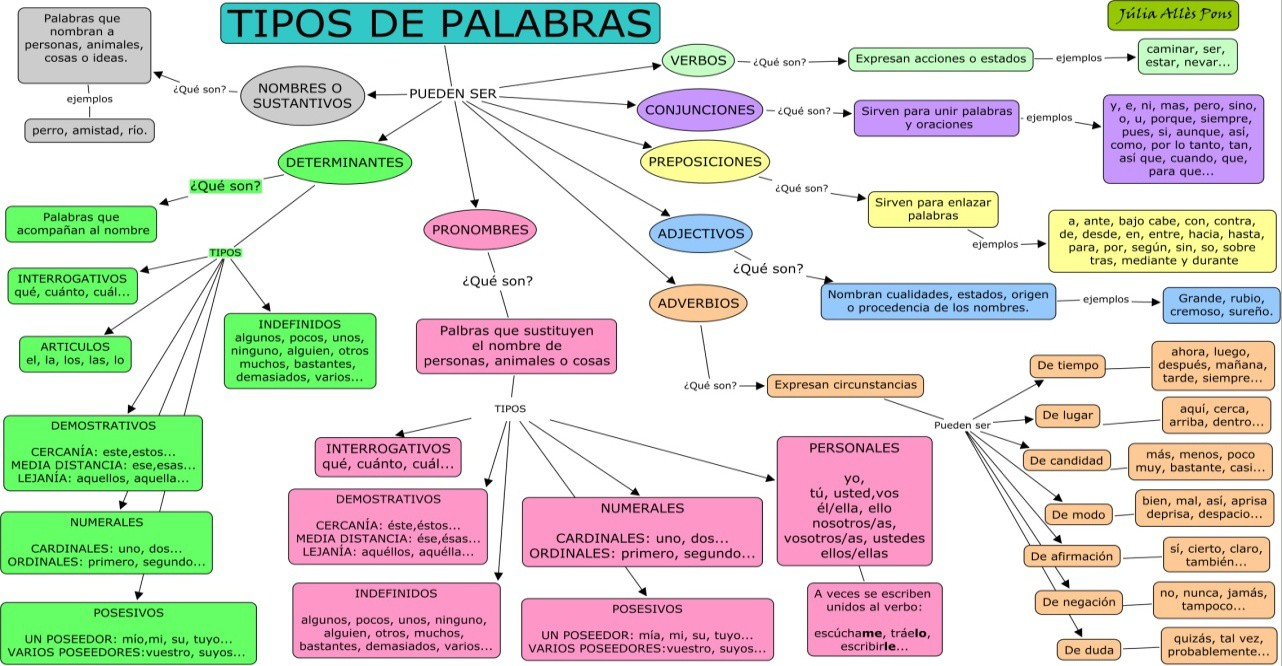 TIPOS DE PALABRAS
Júlia Allès Pons
PUEDEN SER
NOMBRES O
SUSTANTIVOS
¿Qué son?
Palabras que
nombran a
personas, animales,
cosas o ideas.
ejemplos
perro, amistad, río.
DETERMINANTES
¿Qué son?
Palabras que
acompañan al nombre
TIPOS
INTERROGATIVOS
qué, cuánto, cuál...
ARTICULOS
el, la, los, las, lo
INDEFINIDOS
algunos, pocos, unos,
ninguno, alguien, otros
muchos, bastantes,
demasiados, varios...
DEMOSTRATIVOS
CERCANÍA: este,estos...
MEDIA DISTANCIA: ese,esas...
LEJANÍA: aquellos, aquella...
NUMERALES
CARDINALES: uno, dos...
ORDINALES: primero, segundo...
POSESIVOS
UN POSEEDOR: mío,mi, su, tuyo...
VARIOS POSEEDORES:vuestro, suyos...
PRONOMBRES
¿Qué son?
Palbras que sustituyen
el nombre de
personas, animales o cosas
TIPOS
INTERROGATIVOS
qué, cuánto, cuál...
DEMOSTRATIVOS
CERCANÍA: éste,éstos...
MEDIA DISTANCIA: ése,ésas...
LEJANÍA: aquéllos, aquélla...
INDEFINIDOS
algunos, pocos, unos, ninguno,
alguien, otros, muchos,
bastantes, demasiados, varios...
NUMERALES
CARDINALES: uno, dos...
ORDINALES: primero, segundo...
POSESIVOS
UN POSEEDOR: mía, mi, su, tuyo...
VARIOS POSEEDORES:vuestro, suyos...
PERSONALES
yo,
tú, usted,vos
él/ella, ello
nosotros/as,
vosotros/as, ustedes
ellos/ellas
A veces se escriben
unidos al verbo:
escúchame, tráelo,
escribirle...
VERBOS
¿Qué son?
Expresan acciones o estados
ejemplos
caminar, ser,
estar, nevar...
CONJUNCIONES
¿Qué son?
Sirven para unir palabras
y oraciones
ejemplos
y, e, ni, mas, pero, sino,
o, u, porque, siempre,
pues, si, aunque, así,
como, por lo tanto, tan,
así que, cuando, que,
para que...
PREPOSICIONES
¿Qué son?
Sirven para enlazar
palabras
ejemplos
a, ante, bajo cabe, con, contra,
de, desde, en, entre, hacia, hasta,
para, por, según, sin, so, sobre
tras, mediante y durante
ADJECTIVOS
¿Qué son?
Nombran cualidades, estados, origen
o procedencia de los nombres.
ejemplos
Grande, rubio,
cremoso, sureño.
ADVERBIOS
¿Qué son?
Expresan circunstancias
Pueden ser
De tiempo
ahora, luego,
después, mañana,
tarde, siempre...
De lugar
aquí, cerca,
arriba, dentro...
De candidad
más, menos, poco
muy, bastante, casi...
De modo
bien, mal, así, aprisa
deprisa, despacio...
De afirmación
sí, cierto, claro,
también...
De negación
no, nunca, jamás,
tampoco...
De duda
quizás, tal vez,
probablemente...